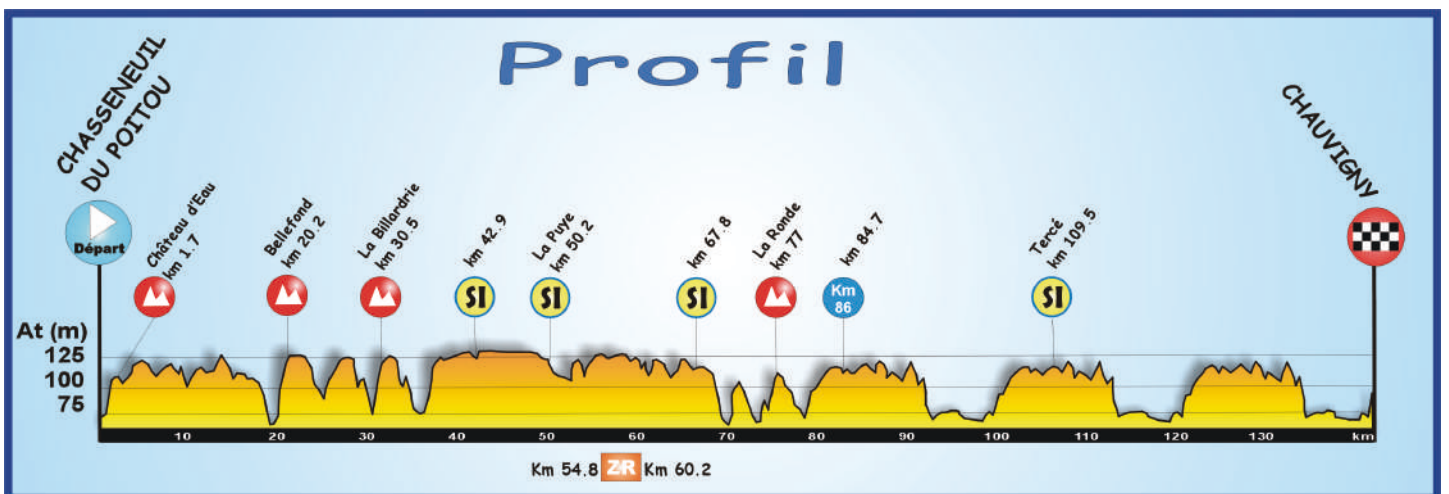 Profil
CHASSENEUIL
DU POITOU
Départ
Château d'Eau
km 1.7
Bellefond
km 20.2
La Billardrie
km 30.5
km 42.9
SI
La Puye
km 50.2
SI
km 67.8
SI
La Ronde
km 77
km 84.7
Km
86
Tercé
km 109.5
SI
CHAUVIGNY
At (m)
125
100
75
10 20 30 40 50 60 70 80 90 100 110 120 130 km
Km 54.8 ZR Km 60.2